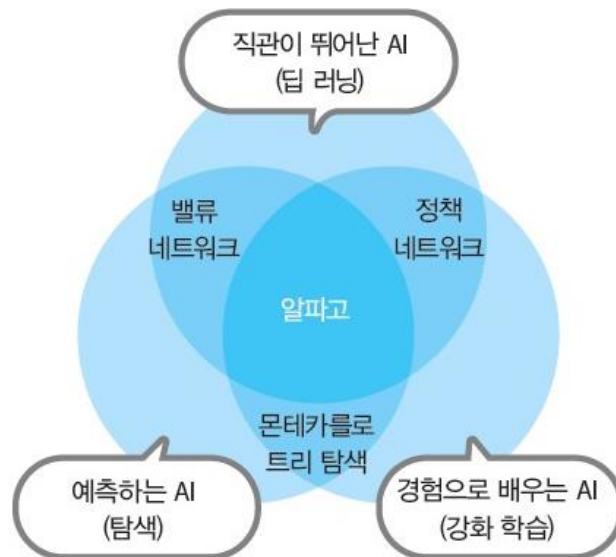 직관이 뛰어난 AI
(딥 러닝)
밸류
네트워크
정책
네트워크
알파고
몬테카를로
트리 탐색
예측하는 AI
(탐색)
경험으로 배우는 AI
(강화 학습)